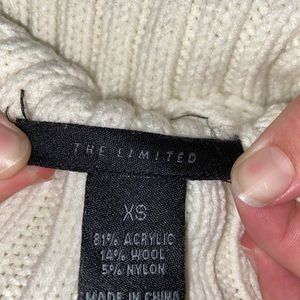 THE LIMITED
XS
81% ACRYLIC
14% WOOL
5% NYLON
MADE IN CHINA